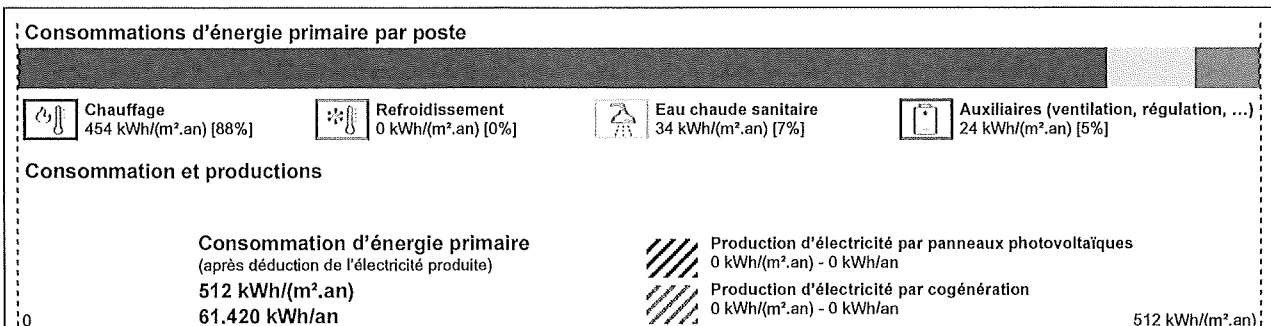 Consommations d'énergie primaire par poste
Chauffage
454 kWh/(m².an) [88%]
Refroidissement
0 kWh/(m².an) [0%]
Eau chaude sanitaire
34 kWh/(m².an) [7%]
Auxiliaires (ventilation, régulation, ...)
24 kWh/(m².an) [5%]
Consommation et productions
Consommation d'énergie primaire
(après déduction de l'électricité produite)
512 kWh/(m².an)
61.420 kWh/an
Production d'électricité par panneaux photovoltaïques
0 kWh/(m².an) - 0 kWh/an
Production d'électricité par cogénération
0 kWh/(m².an) - 0 kWh/an
0
512 kWh/(m².an)